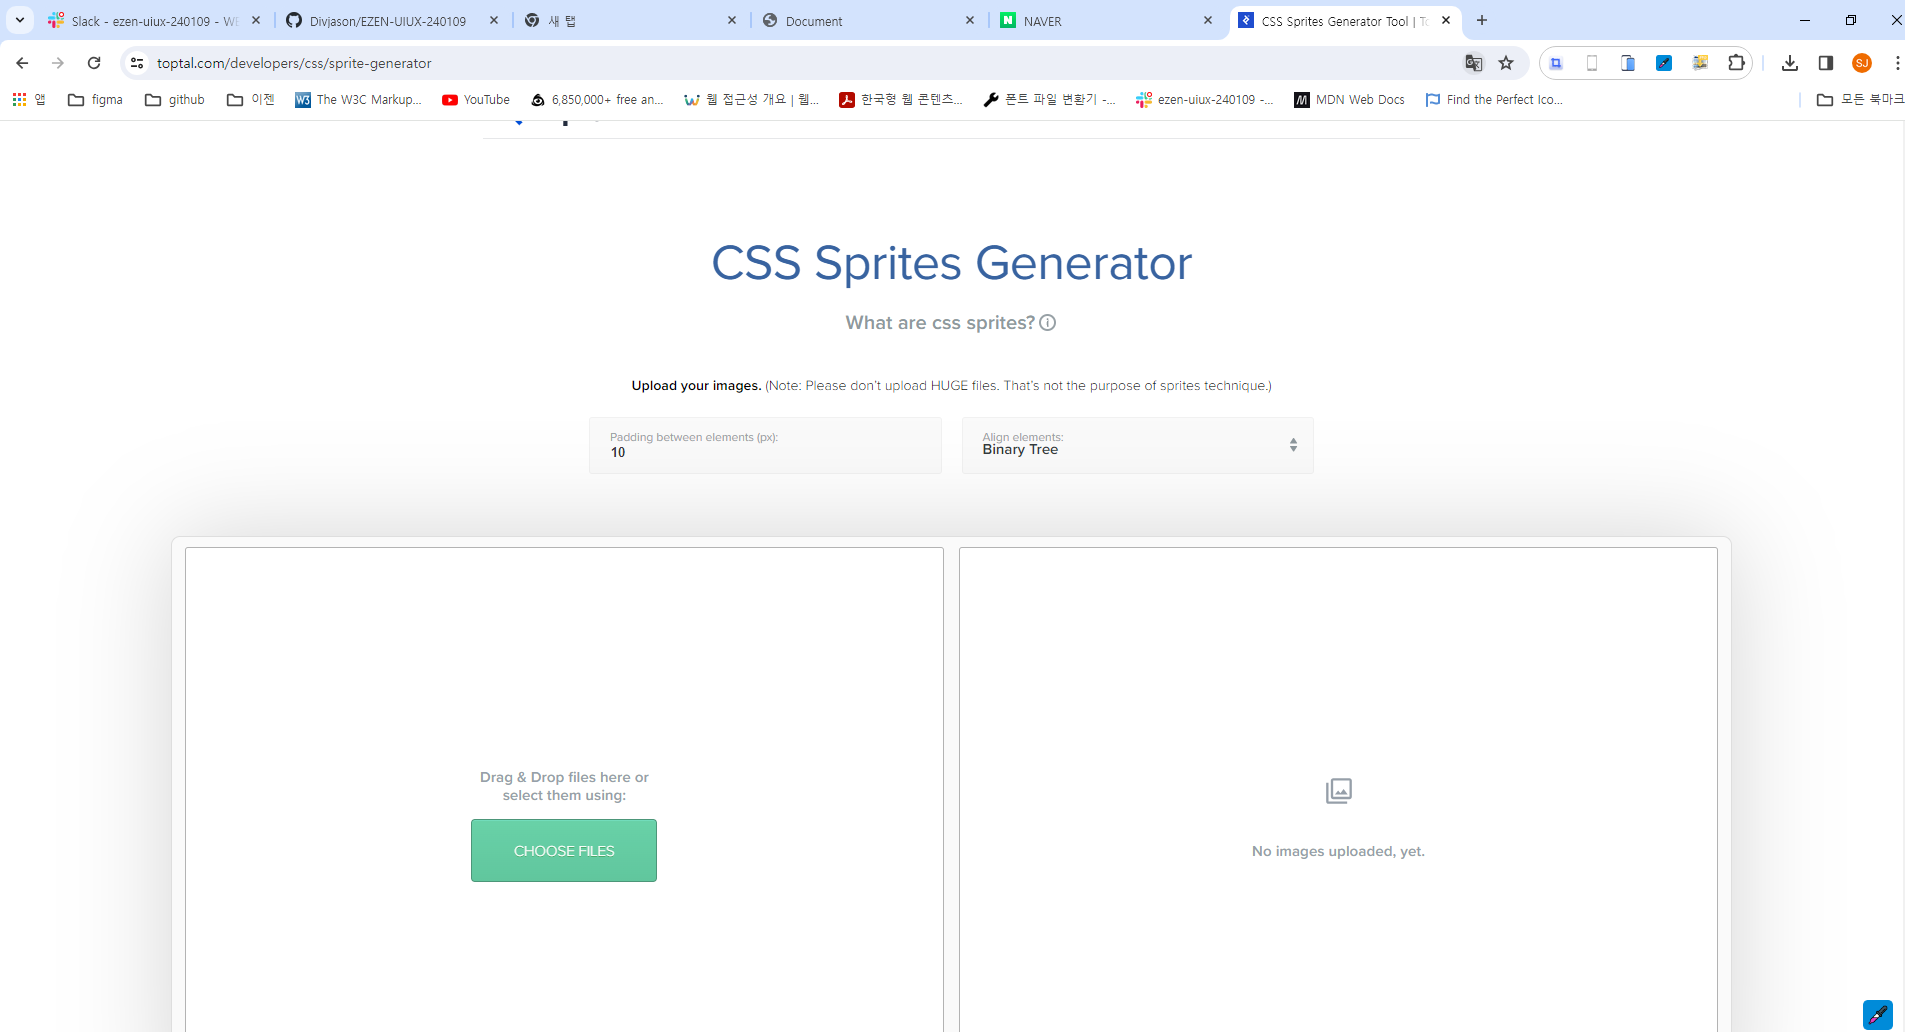 Slack - ezen-uiux-240109 - WE
Divjason/EZEN-UIUX-240109
새 탭
Document
NAVER
CSS Sprites Generator Tool | To
toptal.com/developers/css/sprite-generator
SJ
앱
figma
github
이젠
The W3C Markup...
YouTube
6,850,000+ free an...
웹 접근성 개요 | 웹...
한국형 웹 콘텐츠...
폰트 파일 변환기 -...
ezen-uiux-240109 -...
MDN Web Docs
Find the Perfect Ico...
모든 북마크
CSS Sprites Generator
What are css sprites?
Upload your images. (Note: Please don't upload HUGE files. That's not the purpose of sprites technique.)
Padding between elements (px):
10
Align elements:
Binary Tree
Drag & Drop files here or
select them using:
CHOOSE FILES
No images uploaded, yet.